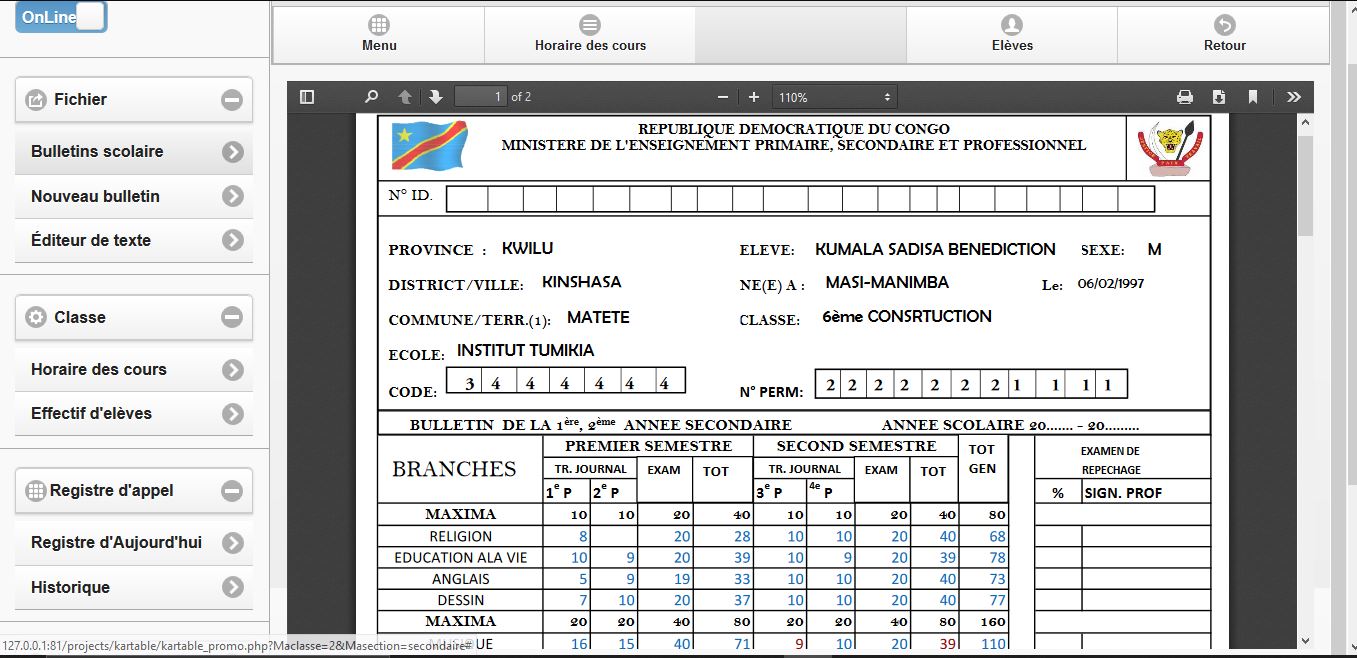 OnLine
Menu
Horaire des cours
Elèves
Retour
Fichier
Bulletins scolaire
Nouveau bulletin
Éditeur de texte
Classe
Horaire des cours
Effectif d'elèves
Registre d'appel
Registre d'Aujourd'hui
Historique
1 of 2
110%
REPUBLIQUE DEMOCRATIQUE DU CONGO
MINISTERE DE L'ENSEIGNEMENT PRIMAIRE, SECONDAIRE ET PROFESSIONNEL
N° ID.
PROVINCE : KWILU ELEVE: KUMALA SADISA BENEDICTION SEXE: M
DISTRICT/VILLE: KINSHASA NE(E) A : MASI-MANIMBA Le: 06/02/1997
COMMUNE/TERR.(1): MATETE CLASSE: 6ème CONSRTUCTION
ECOLE: INSTITUT TUMIKIA
CODE: 3 4 4 4 4 4 4 N° PERM: 2 2 2 2 2 2 2 1 1 1 1
BULLETIN DE LA 1ère, 2ème ANNEE SECONDAIRE ANNEE SCOLAIRE 20....... - 20.........
BRANCHES PREMIER SEMESTRE SECOND SEMESTRE TOT GEN EXAMEN DE REPECHAGE
TR. JOURNAL EXAM TOT TR. JOURNAL EXAM TOT
1e P 2e P 3e P 4e P % SIGN. PROF
MAXIMA 10 10 20 40 10 10 20 40 80
RELIGION 8 20 28 10 10 20 40 68
EDUCATION ALA VIE 10 9 20 39 10 9 20 39 78
ANGLAIS 5 9 19 33 10 10 20 40 73
DESSIN 7 10 20 37 10 10 20 40 77
MAXIMA 20 20 40 80 20 20 40 80 160
UE 16 15 40 71 9 10 20 39 110
127.0.0.1:81/projects/kartable/kartable_promo.php?Maclasse=2&Masection=secondaire#